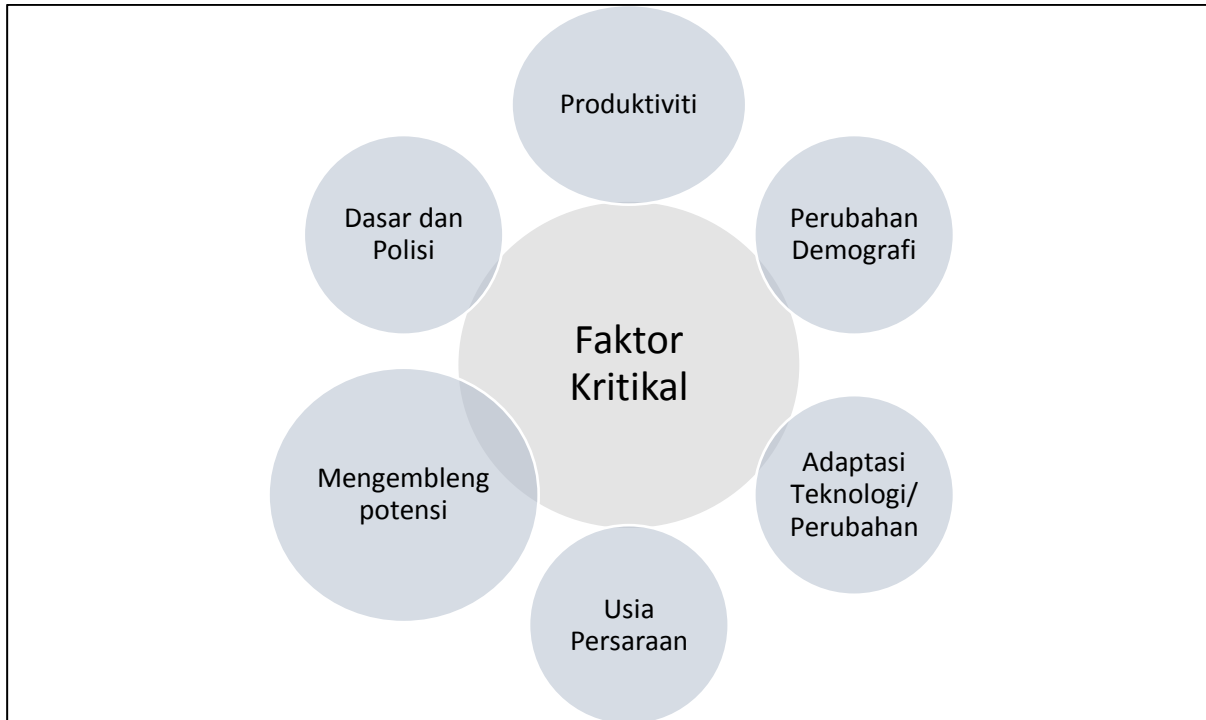 Produktiviti
Dasar dan
Polisi
Perubahan
Demografi
Faktor
Kritikal
Mengembleng
potensi
Adaptasi
Teknologi/
Perubahan
Usia
Persaraan